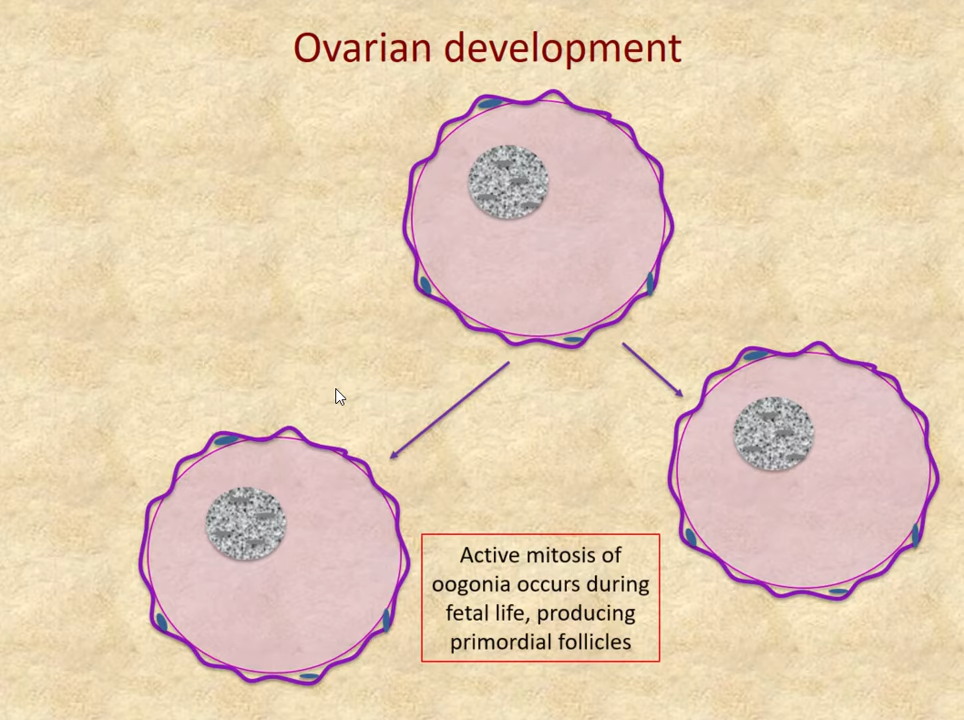 Ovarian development
Active mitosis of
oogonia occurs during
fetal life, producing
primordial follicles